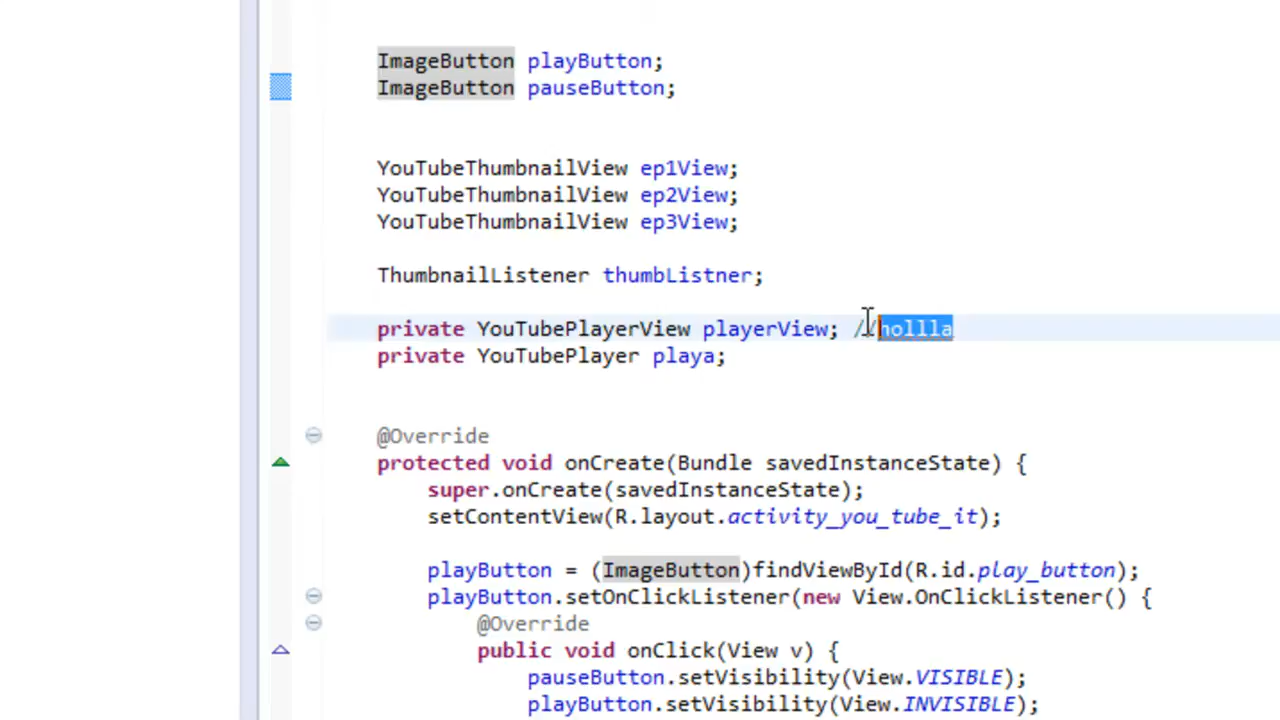 ImageButton playButton;
ImageButton pauseButton;
YouTubeThumbnailView ep1View;
YouTubeThumbnailView ep2View;
YouTubeThumbnailView ep3View;
ThumbnailListener thumbListner;
private YouTubePlayerView playerView; //hollla
private YouTubePlayer playa;
@Override
protected void onCreate(Bundle savedInstanceState) {
super.onCreate(savedInstanceState);
setContentView(R.layout.activity_you_tube_it);
playButton = (ImageButton)findViewById(R.id.play_button);
playButton.setOnClickListener(new View.OnClickListener() {
@Override
public void onClick(View v) {
pauseButton.setVisibility(View.VISIBLE);
playButton.setVisibility(View.INVISIBLE);